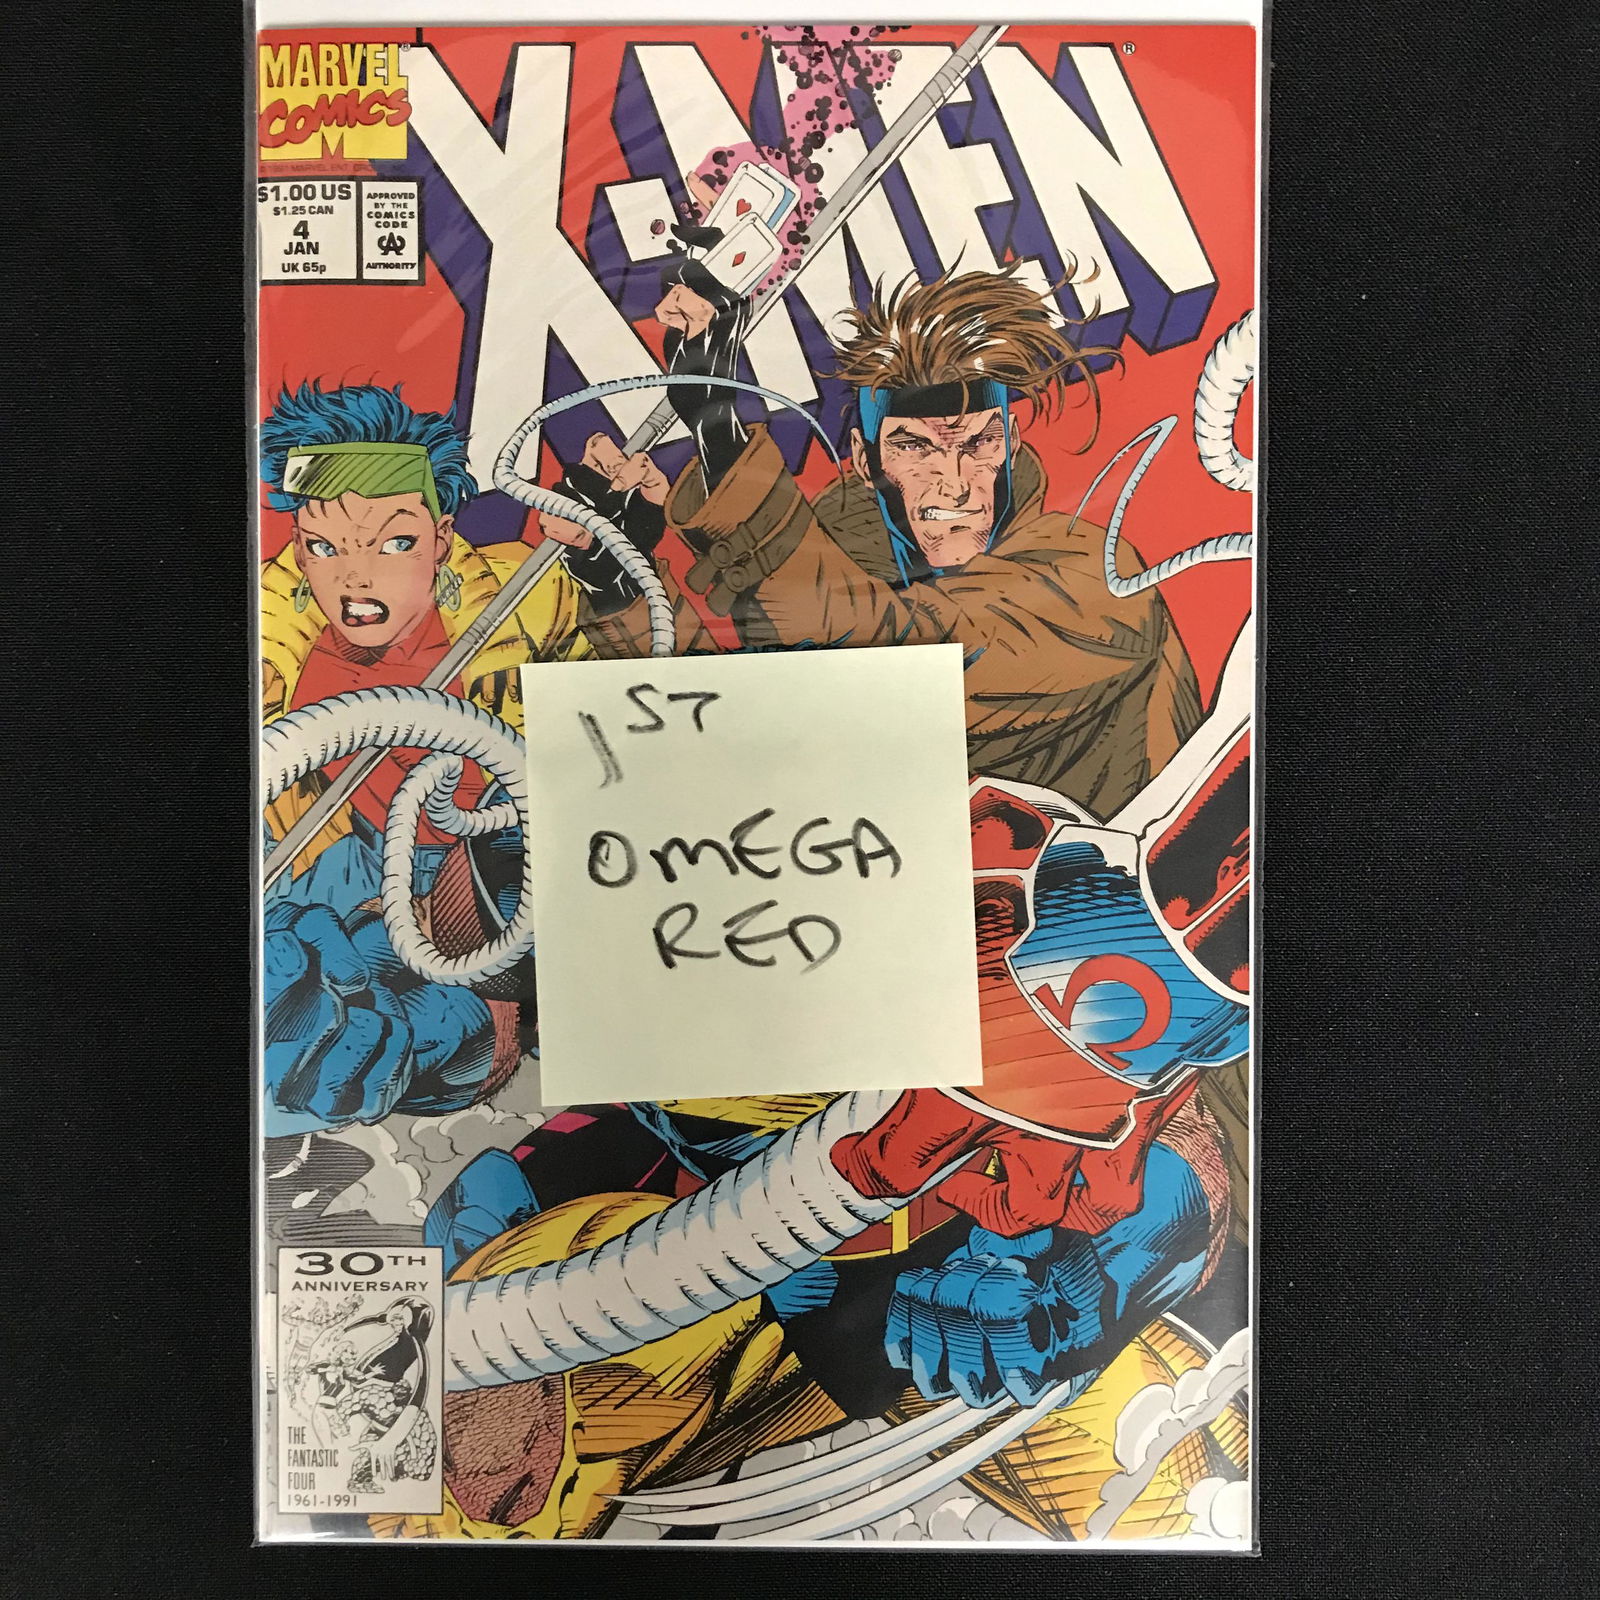 MARVEL®
COMICS
X-MEN®
$1.00 US
$1.25 CAN
4
JAN
UK 65p
APPROVED
BY THE
COMICS
CODE
CA
AUTHORITY
1ST
OMEGA
RED
Ω
30TH
ANNIVERSARY
THE
FANTASTIC
FOUR
1961-1991